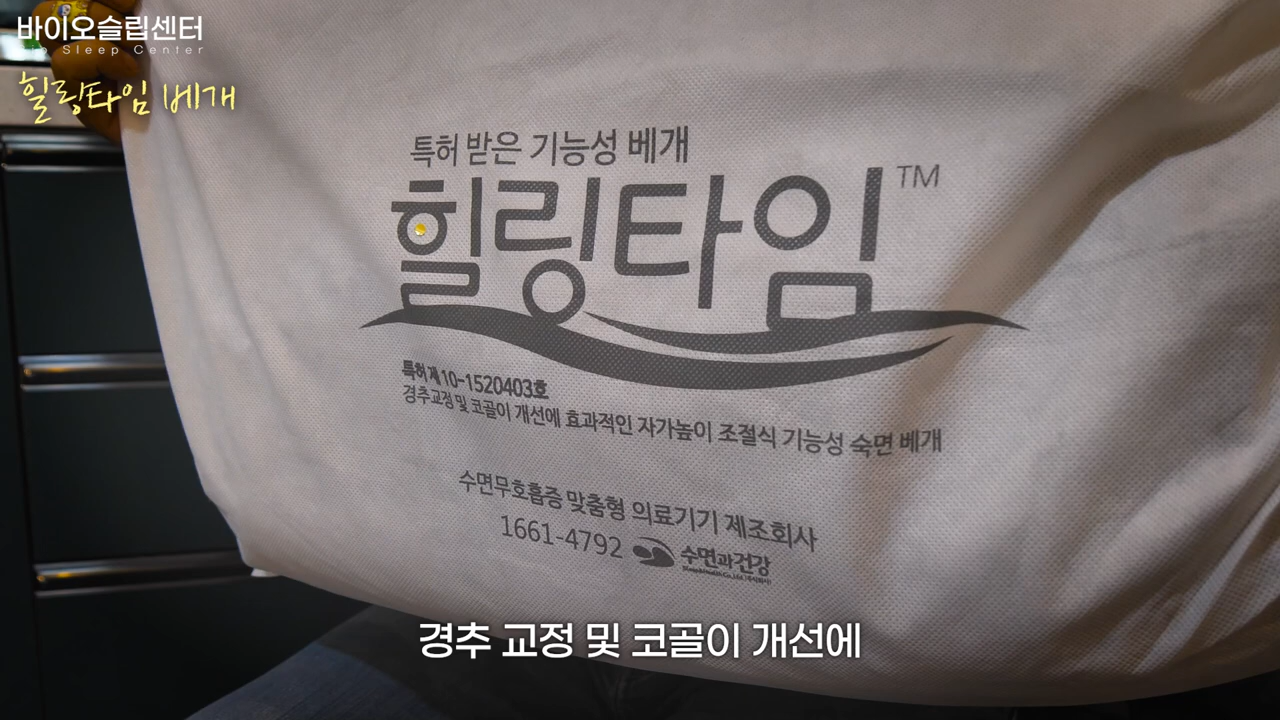 바이오슬립센터
Bio Sleep Center
힐링타임 베개
특허 받은 기능성 베개
힐링타임 TM
특허 제10-1520403호
경추교정 및 코골이 개선에 효과적인 자가높이 조절식 기능성 숙면 베개
수면무호흡증 맞춤형 의료기기 제조회사
1661-4792 수면과건강
경추 교정 및 코골이 개선에